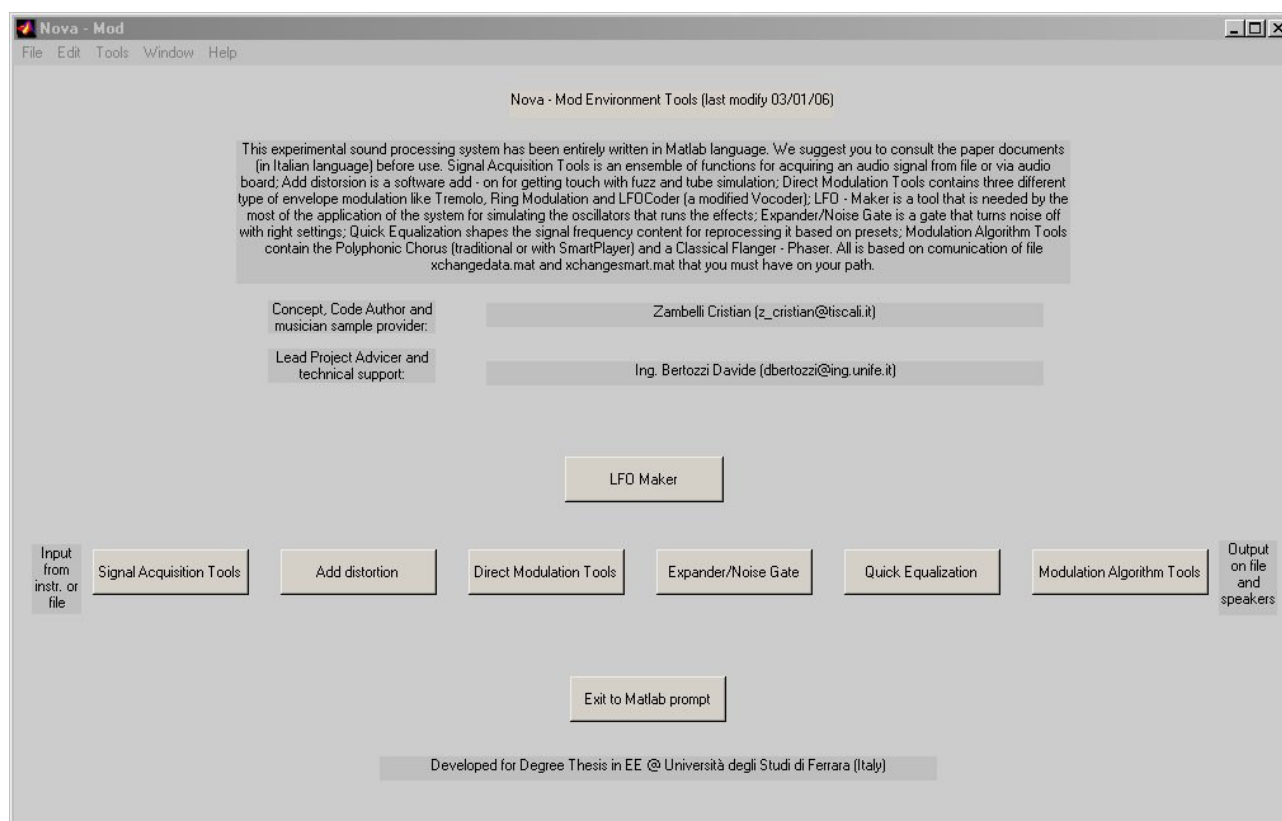 Nova - Mod
File Edit Tools Window Help
Nova - Mod Environment Tools (last modify 03/01/06)
This experimental sound processing system has been entirely written in Matlab language. We suggest you to consult the paper documents
(in Italian language) before use. Signal Acquisition Tools is an ensemble of functions for acquiring an audio signal from file or via audio
board; Add distorsion is a software add - on for getting touch with fuzz and tube simulation; Direct Modulation Tools contains three different
type of envelope modulation like Tremolo, Ring Modulation and LFOCoder (a modified Vocoder); LFO - Maker is a tool that is needed by the
most of the application of the system for simulating the oscillators that runs the effects; Expander/Noise Gate is a gate that turns noise off
with right settings; Quick Equalization shapes the signal frequency content for reprocessing it based on presets; Modulation Algorithm Tools
contain the Polyphonic Chorus (traditional or with SmartPlayer) and a Classical Flanger - Phaser. All is based on comunication of file
xchangedata.mat and xchangesmart.mat that you must have on your path.
Concept, Code Author and
musician sample provider:
Zambelli Cristian (z_cristian@tiscali.it)
Lead Project Advicer and
technical support:
Ing. Bertozzi Davide (dbertozzi@ing.unife.it)
LFO Maker
Input
from
instr. or
file
Signal Acquisition Tools
Add distortion
Direct Modulation Tools
Expander/Noise Gate
Quick Equalization
Modulation Algorithm Tools
Output
on file
and
speakers
Exit to Matlab prompt
Developed for Degree Thesis in EE @ Università degli Studi di Ferrara (Italy)